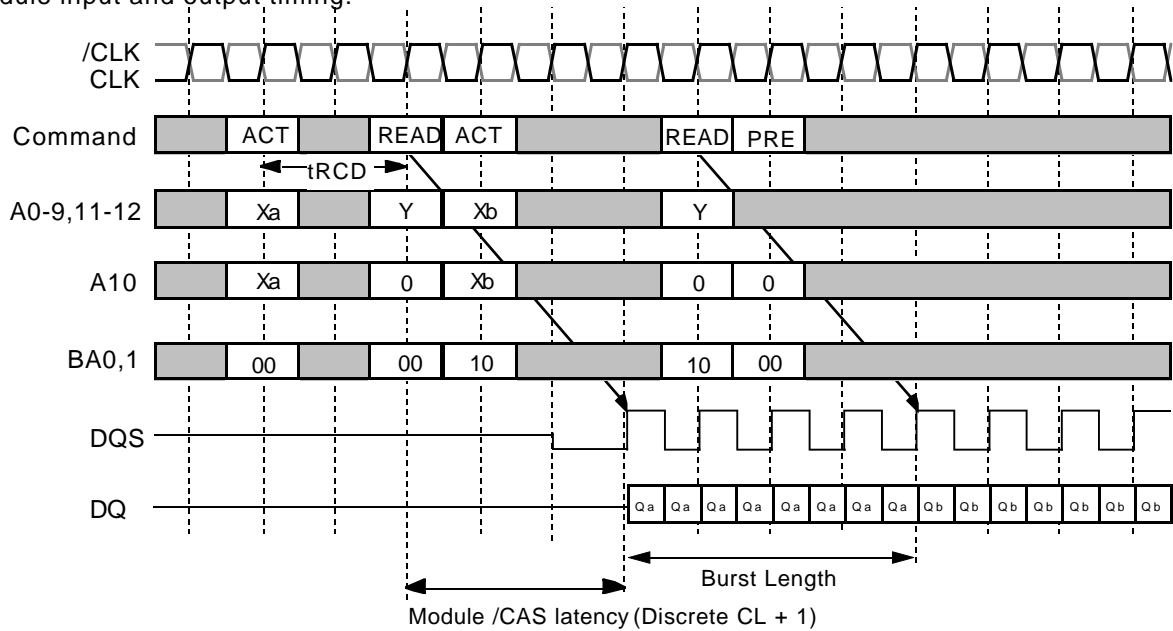 dule input and output timing.
/CLK
CLK
Command ACT READ ACT READ PRE
tRCD
A0-9,11-12 Xa Y Xb Y
A10 Xa 0 Xb 0 0
BA0,1 00 00 10 10 00
DQS
DQ Qa Qa Qa Qa Qa Qa Qa Qa Qb Qb Qb Qb Qb Qb Qb
Burst Length
Module /CAS latency (Discrete CL + 1)